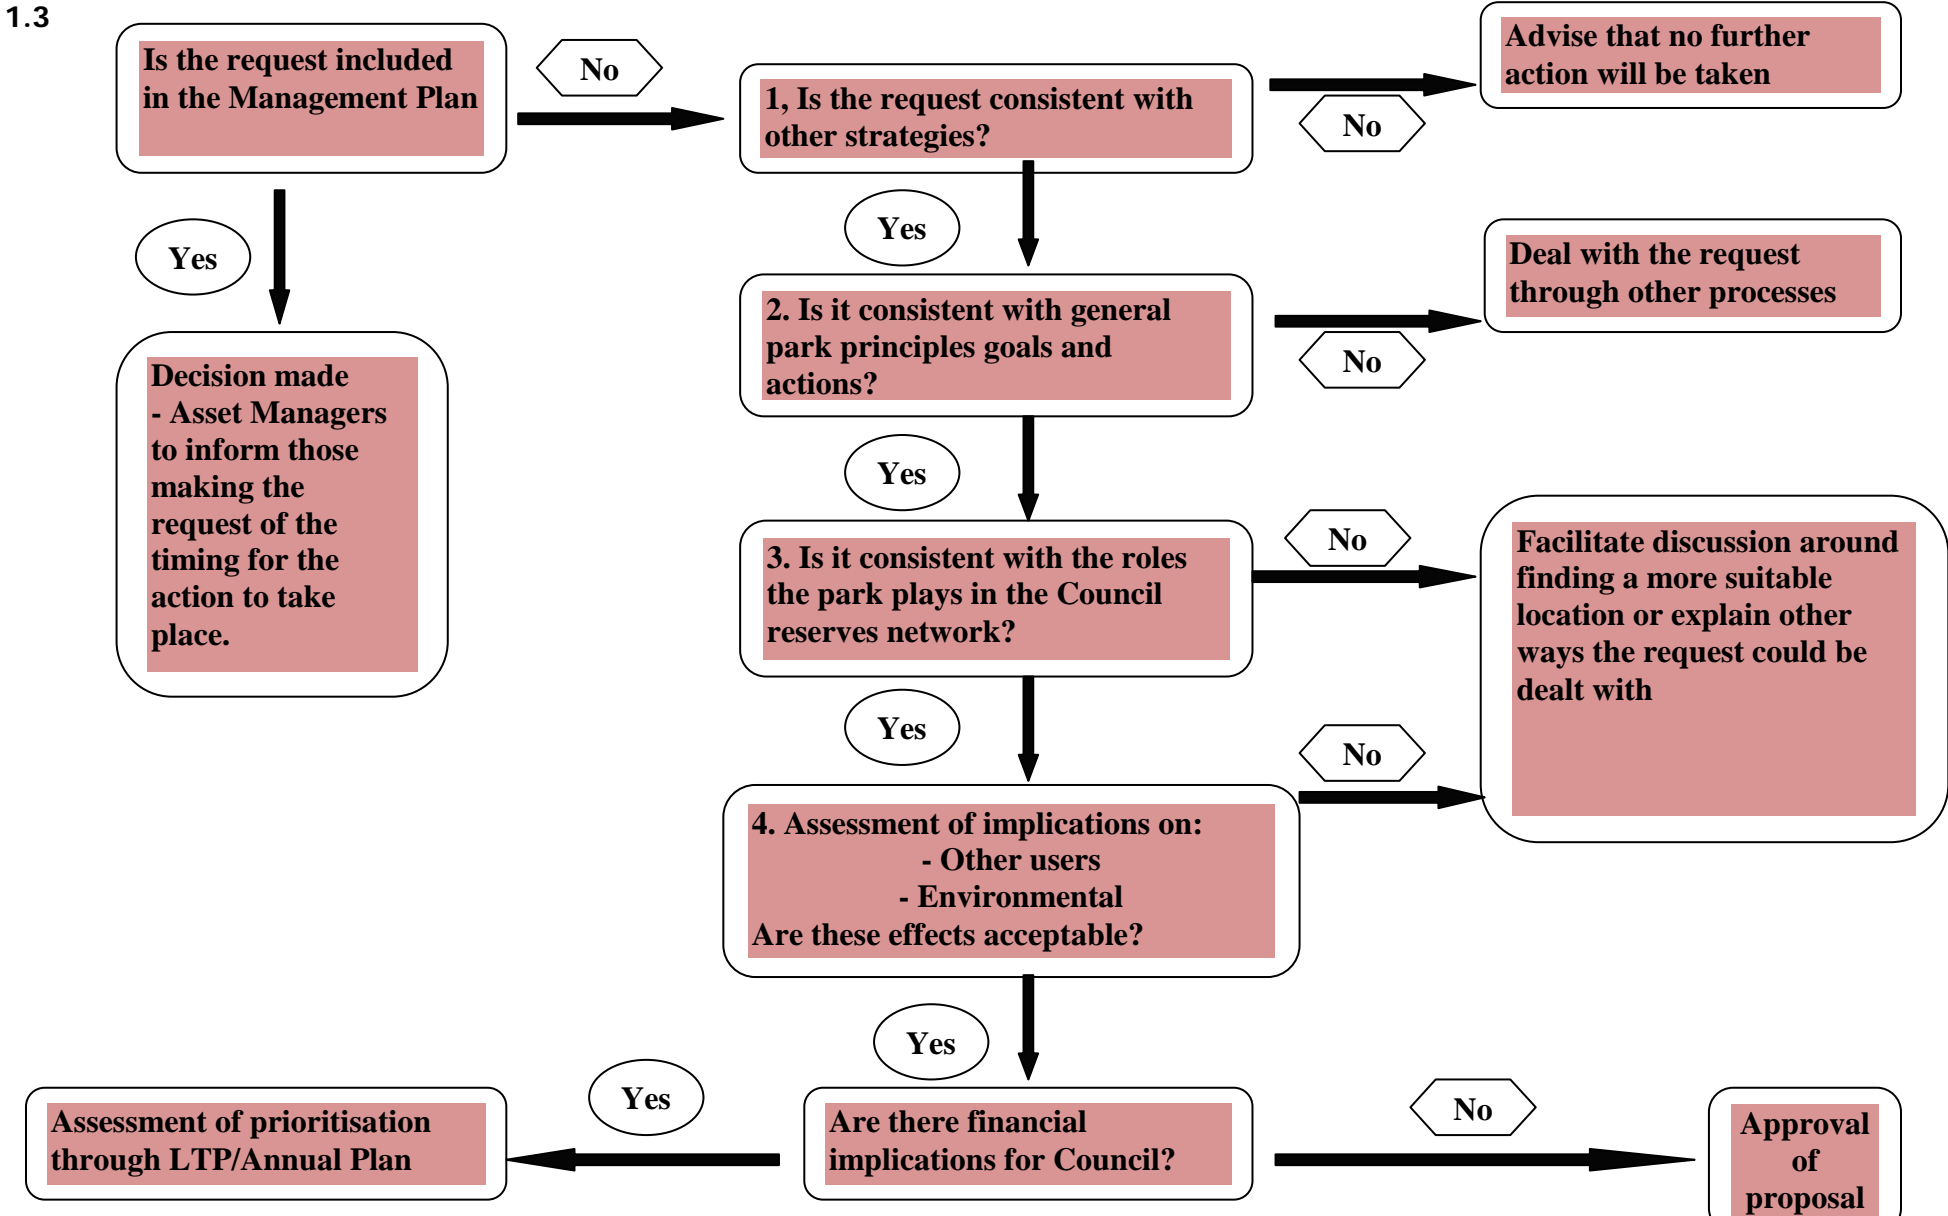 1.3
Is the request included
in the Management Plan
No
1, Is the request consistent with
other strategies?
No
Advise that no further
action will be taken
Yes
Decision made
- Asset Managers
to inform those
making the
request of the
timing for the
action to take
place.
Yes
2. Is it consistent with general
park principles goals and
actions?
No
Deal with the request
through other processes
Yes
3. Is it consistent with the roles
the park plays in the Council
reserves network?
No
Facilitate discussion around
finding a more suitable
location or explain other
ways the request could be
dealt with
Yes
4. Assessment of implications on:
- Other users
- Environmental
Are these effects acceptable?
No
Yes
Are there financial
implications for Council?
Yes
Assessment of prioritisation
through LTP/Annual Plan
No
Approval
of
proposal